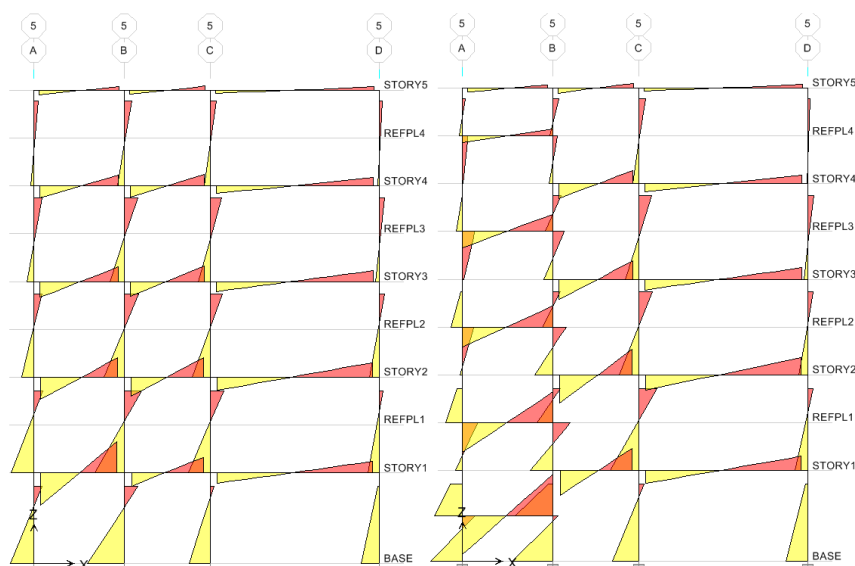 5 5 5 5
A B C D
STORY5
REFPL4
STORY4
REFPL3
STORY3
REFPL2
STORY2
REFPL1
STORY1
Z
X
BASE
5 5 5 5
A B C D
STORY5
REFPL4
STORY4
REFPL3
STORY3
REFPL2
STORY2
REFPL1
STORY1
Z
X
BASE